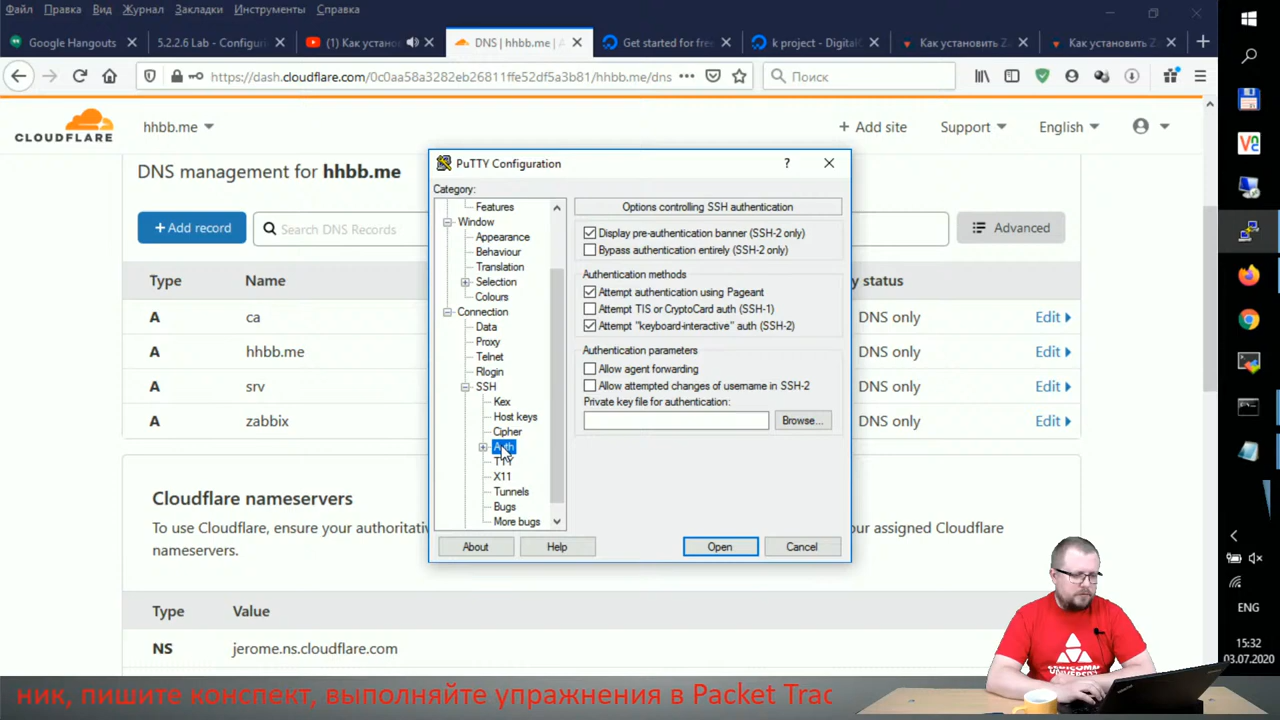 Файл Правка Вид Журнал Закладки Инструменты Справка
Google Hangouts
5.2.2.6 Lab - Configuri
(1) Как устано
DNS | hhbb.me | A
Get started for free
k project - DigitalO
Как установить Z
Как установить Z
https://dash.cloudflare.com/0c0aa58a3282eb26811ffe52df5a3b81/hhbb.me/dns
Поиск
CLOUDFLARE
hhbb.me
+ Add site
Support
English
DNS management for hhbb.me
+ Add record
Search DNS Records
Advanced
Type Name y status
A ca DNS only Edit
A hhbb.me DNS only Edit
A srv DNS only Edit
A zabbix DNS only Edit
Cloudflare nameservers
To use Cloudflare, ensure your authoritati
our assigned Cloudflare
nameservers.
Type Value
NS jerome.ns.cloudflare.com
PuTTY Configuration
?
Category:
Features
Window
Appearance
Behaviour
Translation
Selection
Colours
Connection
Data
Proxy
Telnet
Rlogin
SSH
Kex
Host keys
Cipher
Auth
TTY
X11
Tunnels
Bugs
More bugs
Options controlling SSH authentication
Display pre-authentication banner (SSH-2 only)
Bypass authentication entirely (SSH-2 only)
Authentication methods
Attempt authentication using Pageant
Attempt TIS or CryptoCard auth (SSH-1)
Attempt "keyboard-interactive" auth (SSH-2)
Authentication parameters
Allow agent forwarding
Allow attempted changes of username in SSH-2
Private key file for authentication:
Browse...
About
Help
Open
Cancel
ENG
15:32
03.07.2020
ник, пишите конспект, выполняйте упражнения в Packet Trac